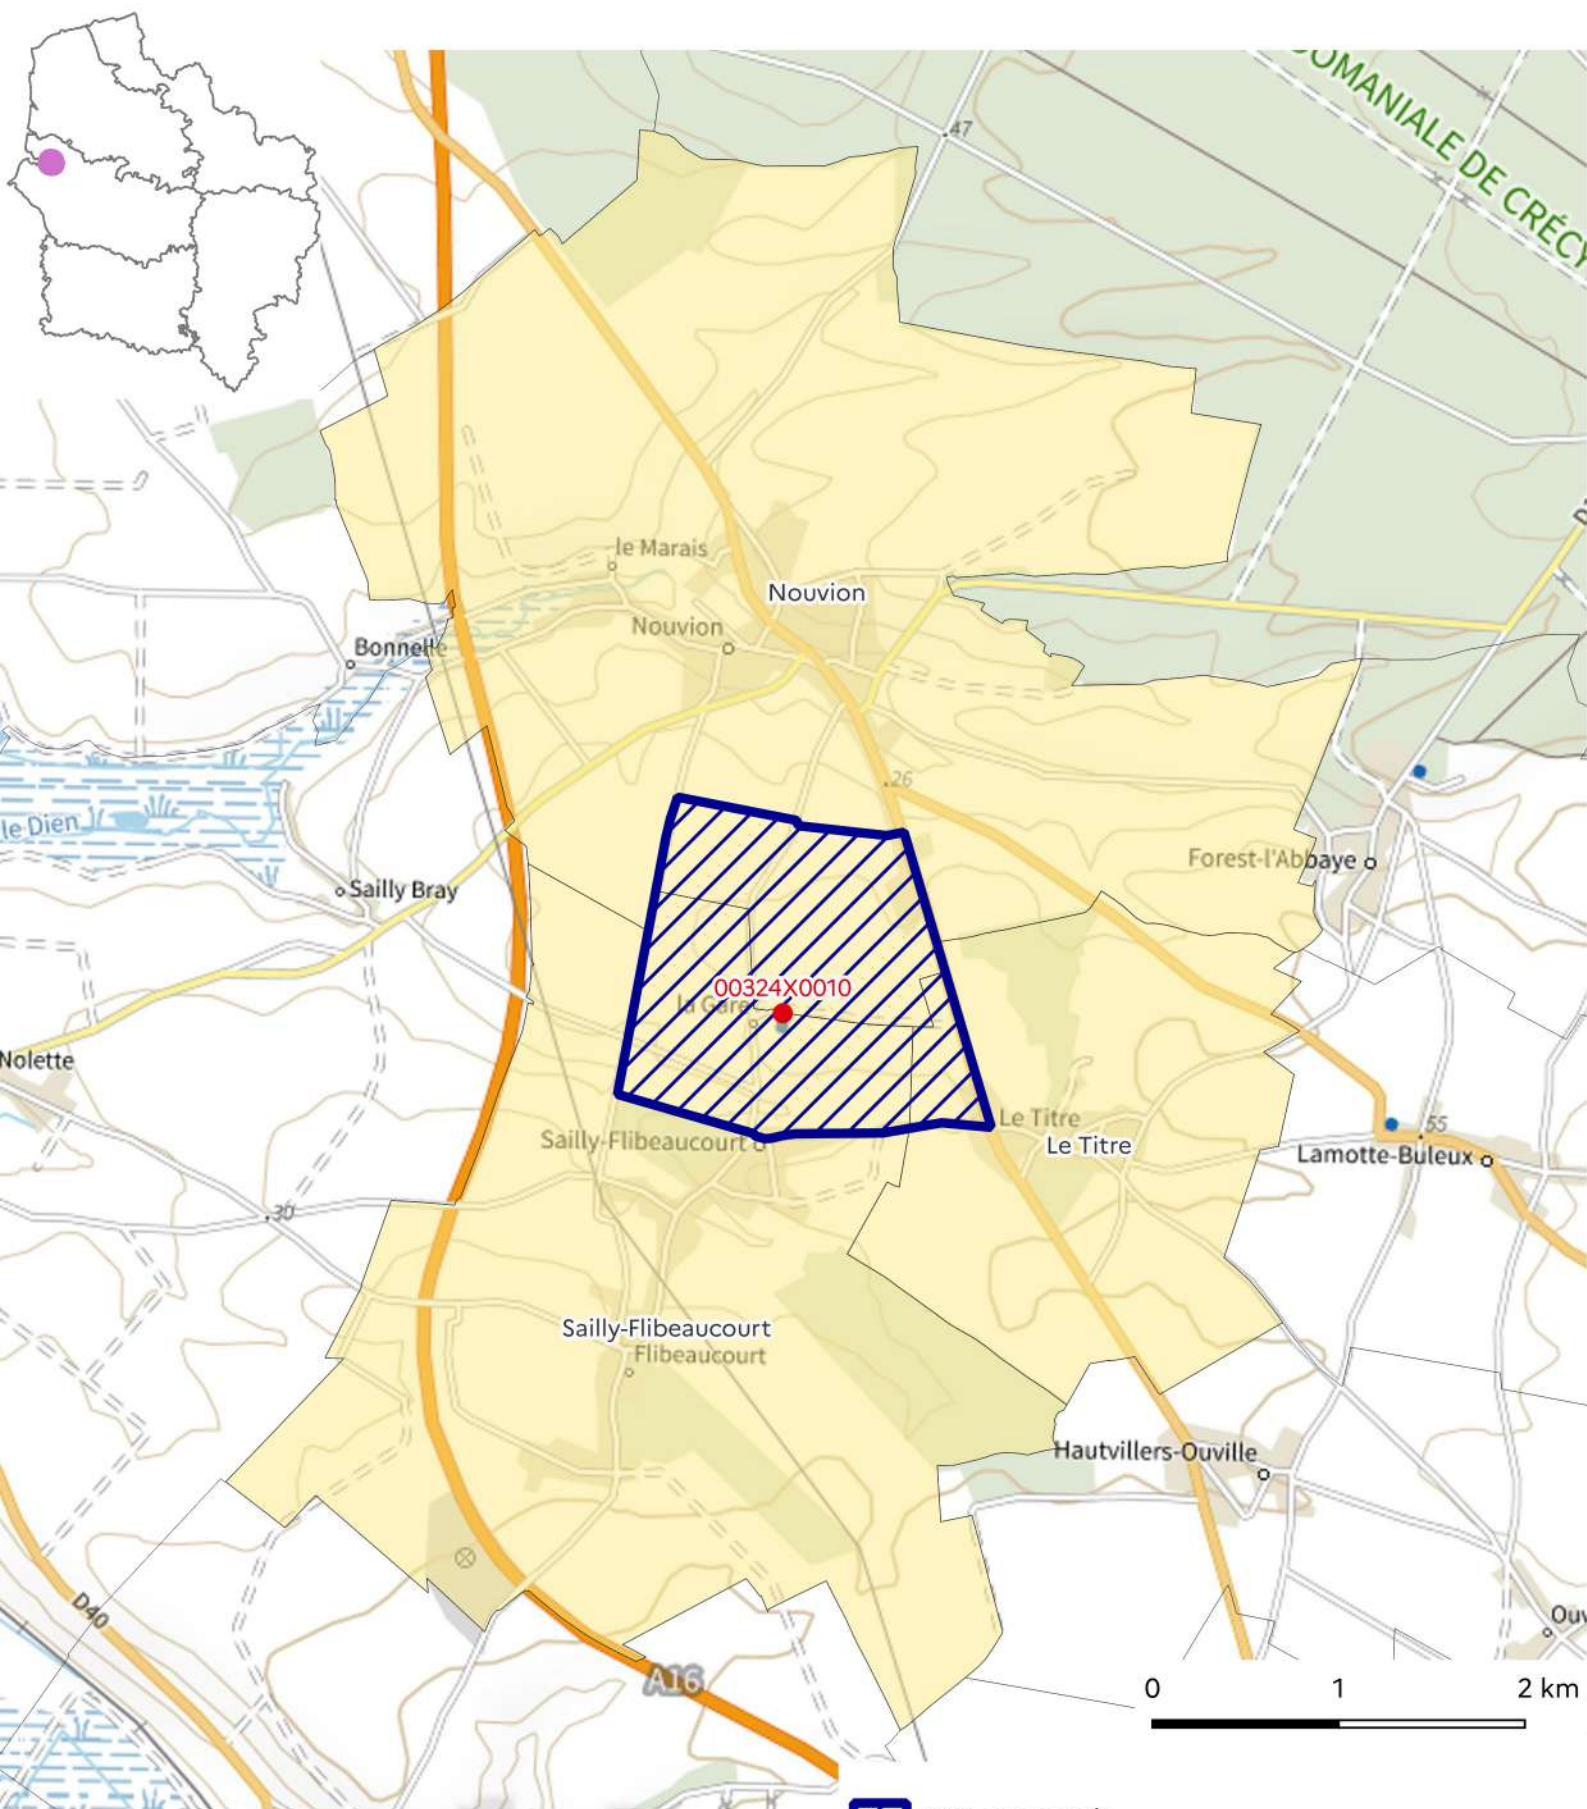 DOMANIALE DE CRÉCY
47
le Marais
Nouvion
Nouvion
Bonnelle
26
le Dien
Sailly Bray
Forest-l'Abbaye
00324X0010
la Gare
Nolette
Le Titre
Le Titre
Sailly-Flibeaucourt
55
Lamotte-Buleux
30
Sailly-Flibeaucourt
Flibeaucourt
Hautvillers-Ouville
D40
A16
0 1 2 km